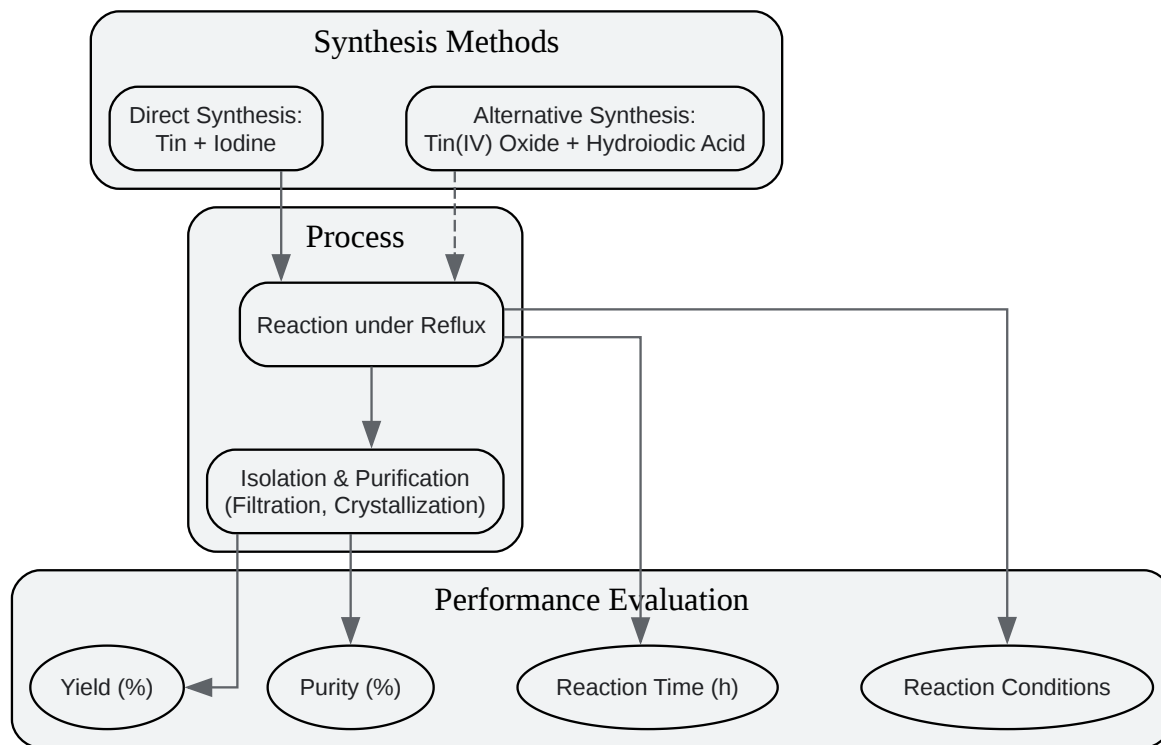 Synthesis Methods
Direct Synthesis:
Tin + Iodine
Alternative Synthesis:
Tin(IV) Oxide + Hydroiodic Acid
Process
Reaction under Reflux
Isolation & Purification
(Filtration, Crystallization)
Performance Evaluation
Yield (%)
Purity (%)
Reaction Time (h)
Reaction Conditions